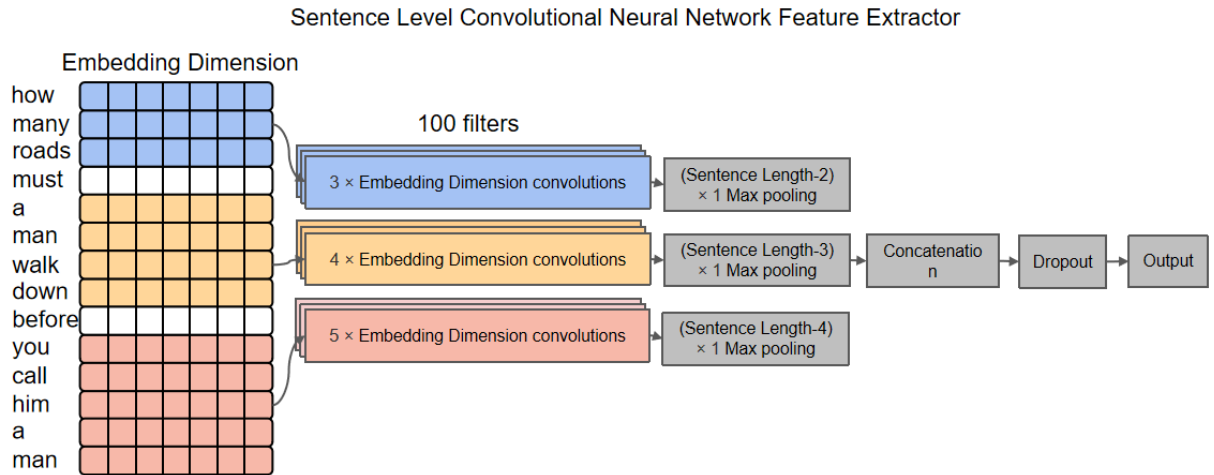 Sentence Level Convolutional Neural Network Feature Extractor
Embedding Dimension
how
many
roads
must
a
man
walk
down
before
you
call
him
a
man
100 filters
3 × Embedding Dimension convolutions
(Sentence Length-2)
× 1 Max pooling
4 × Embedding Dimension convolutions
(Sentence Length-3)
× 1 Max pooling
Concatenatio
n
Dropout
Output
5 × Embedding Dimension convolutions
(Sentence Length-4)
× 1 Max pooling